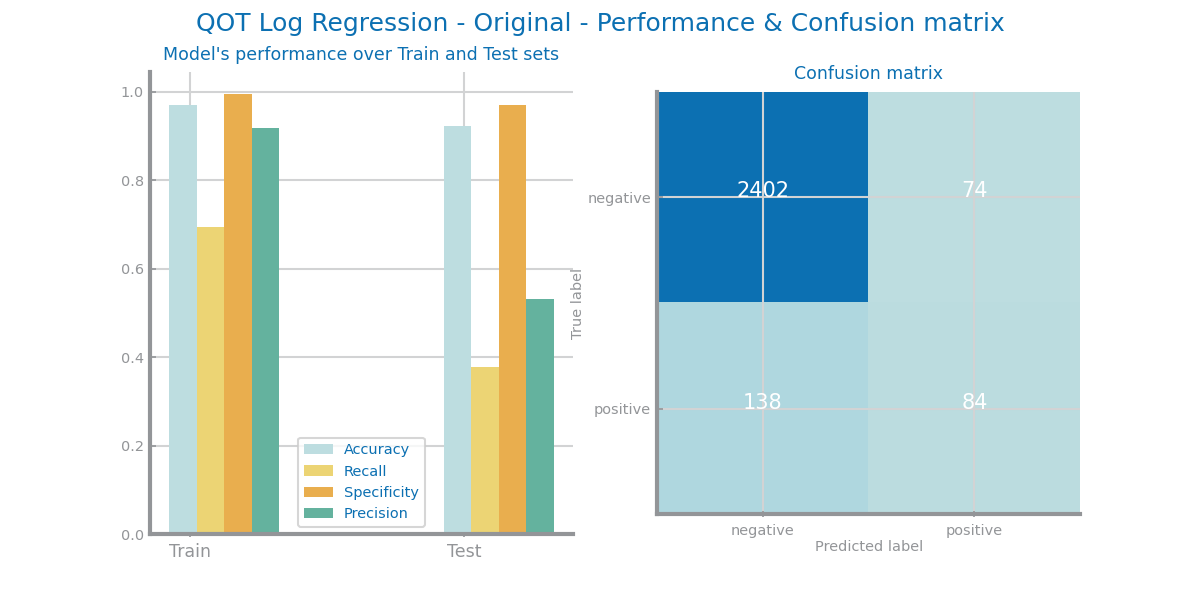 QOT Log Regression - Original - Performance & Confusion matrix
Model's performance over Train and Test sets
1.0
0.8
0.6
0.4
0.2
0.0
Train
Test
Accuracy
Recall
Specificity
Precision
Confusion matrix
True label
negative
positive
2402
74
138
84
negative
positive
Predicted label